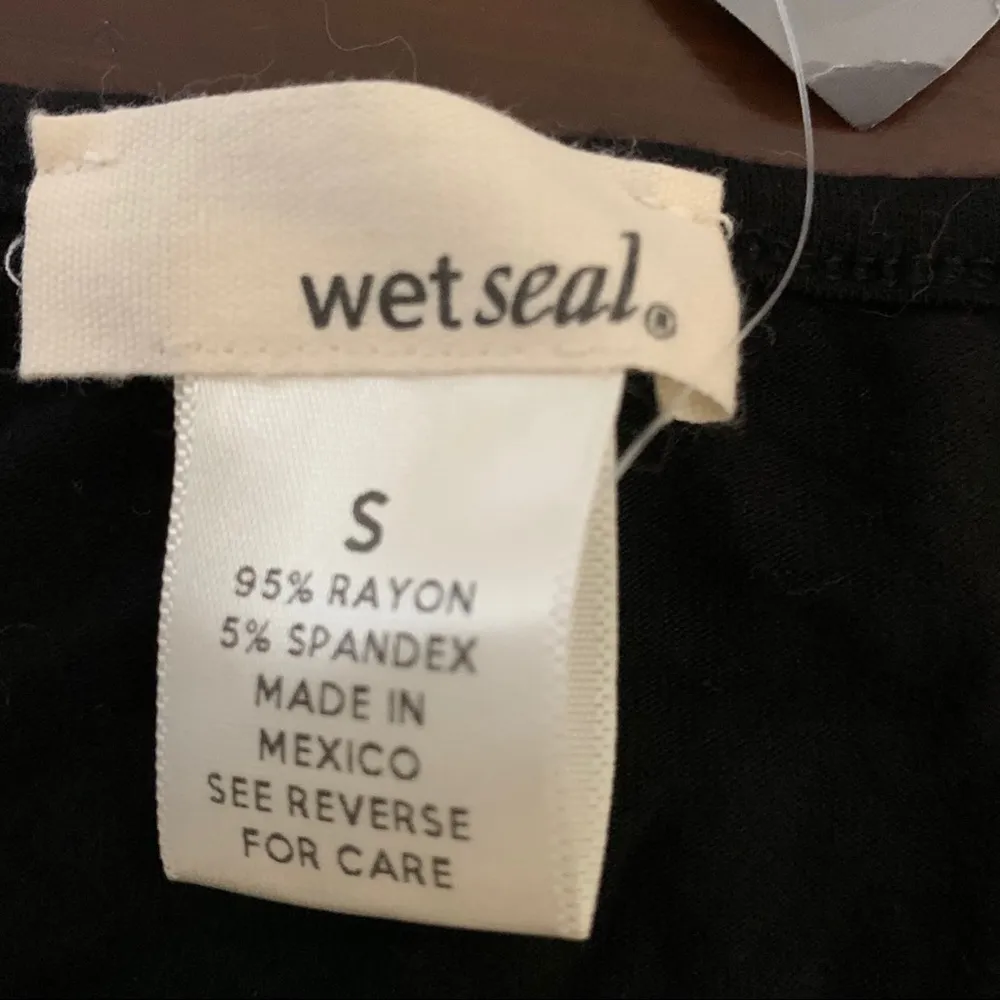 wet seal®
S
95% RAYON
5% SPANDEX
MADE IN
MEXICO
SEE REVERSE
FOR CARE